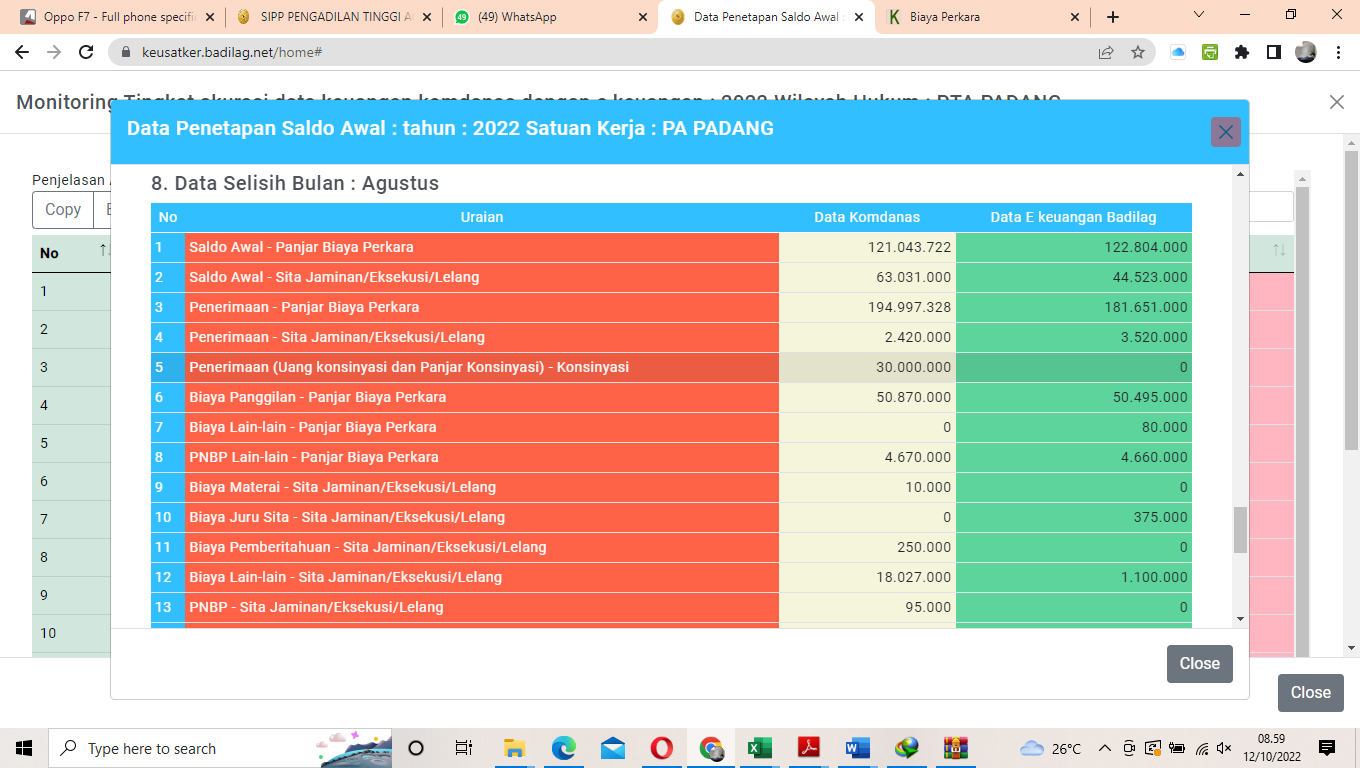 Oppo F7 - Full phone specifi
SIPP PENGADILAN TINGGI A
(49) WhatsApp
Data Penetapan Saldo Awal :
Biaya Perkara
keusatker.badilag.net/home#
Data Penetapan Saldo Awal : tahun : 2022 Satuan Kerja : PA PADANG
Penjelasan
Copy
No
1
2
3
4
5
6
7
8
9
10
8. Data Selisih Bulan : Agustus
No Uraian Data Komdanas Data E keuangan Badilag
1 Saldo Awal - Panjar Biaya Perkara 121.043.722 122.804.000
2 Saldo Awal - Sita Jaminan/Eksekusi/Lelang 63.031.000 44.523.000
3 Penerimaan - Panjar Biaya Perkara 194.997.328 181.651.000
4 Penerimaan - Sita Jaminan/Eksekusi/Lelang 2.420.000 3.520.000
5 Penerimaan (Uang konsinyasi dan Panjar Konsinyasi) - Konsinyasi 30.000.000 0
6 Biaya Panggilan - Panjar Biaya Perkara 50.870.000 50.495.000
7 Biaya Lain-lain - Panjar Biaya Perkara 0 80.000
8 PNBP Lain-lain - Panjar Biaya Perkara 4.670.000 4.660.000
9 Biaya Materai - Sita Jaminan/Eksekusi/Lelang 10.000 0
10 Biaya Juru Sita - Sita Jaminan/Eksekusi/Lelang 0 375.000
11 Biaya Pemberitahuan - Sita Jaminan/Eksekusi/Lelang 250.000 0
12 Biaya Lain-lain - Sita Jaminan/Eksekusi/Lelang 18.027.000 1.100.000
13 PNBP - Sita Jaminan/Eksekusi/Lelang 95.000 0
Close
Close
Type here to search
26°C
08.59
12/10/2022